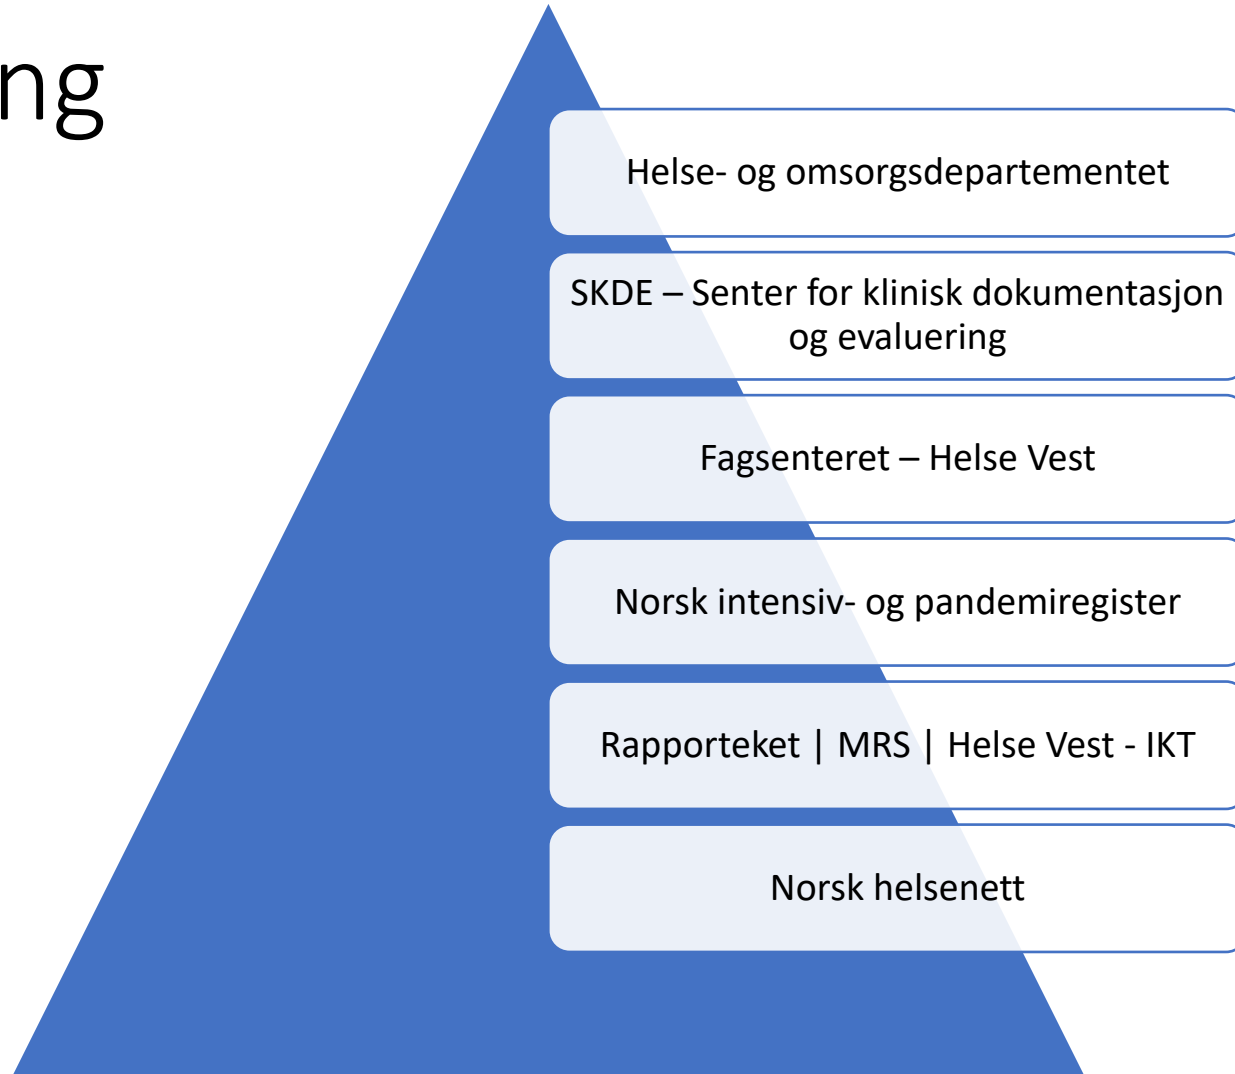 ng
Helse- og omsorgsdepartementet
SKDE – Senter for klinisk dokumentasjon
og evaluering
Fagsenteret – Helse Vest
Norsk intensiv- og pandemiregister
Rapporteket | MRS | Helse Vest - IKT
Norsk helsenett